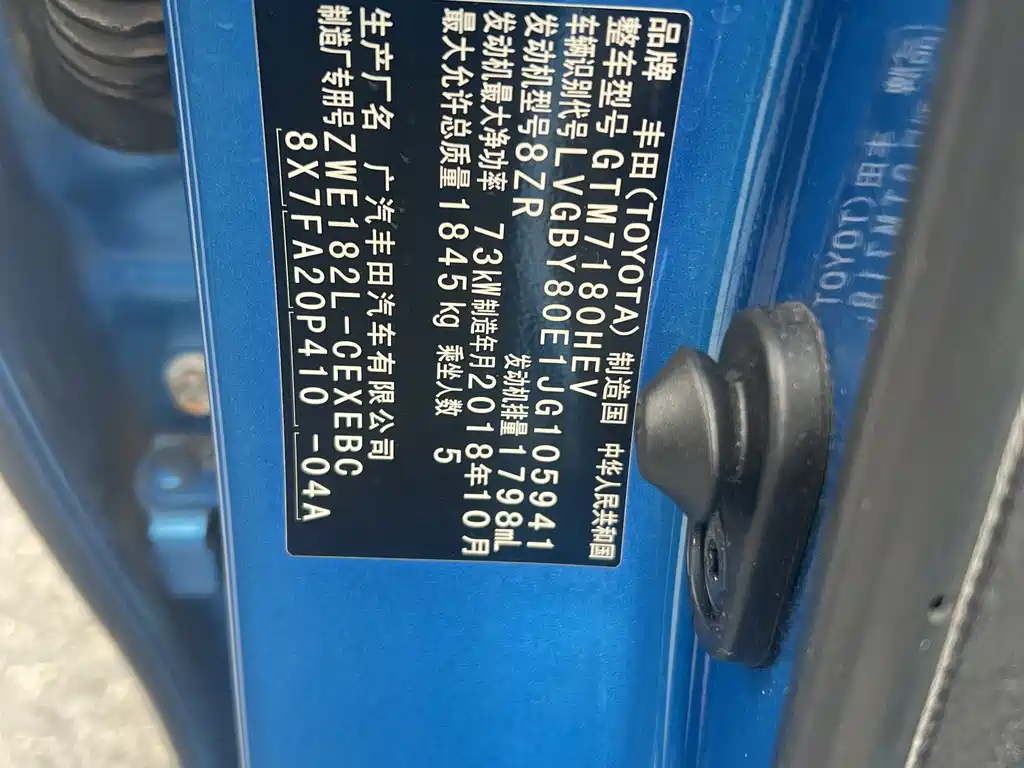 品牌 丰田(TOYOTA) 制造国 中华人民共和国
整车型号 GTM7180HEV
车辆识别代号 LVGBY80E1JG105941
发动机型号 8ZR 发动机排量 1798mL
发动机最大净功率 73kW 制造年月 2018年10月
最大允许总质量 1845kg 乘坐人数 5
生产厂名 广汽丰田汽车有限公司
制造厂专用号 ZWE182L-CEXEBC
8X7FA20P410-04A